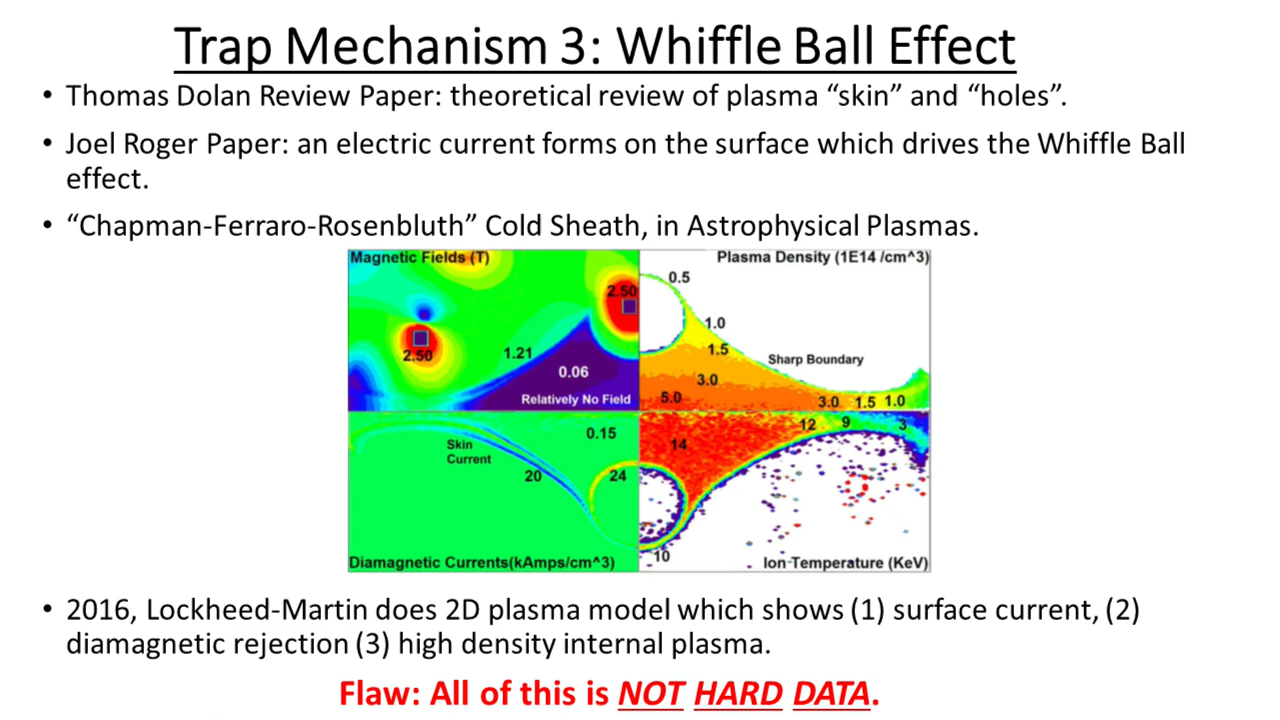 Trap Mechanism 3: Whiffle Ball Effect
• Thomas Dolan Review Paper: theoretical review of plasma “skin” and “holes”.
• Joel Roger Paper: an electric current forms on the surface which drives the Whiffle Ball
effect.
• “Chapman-Ferraro-Rosenbluth” Cold Sheath, in Astrophysical Plasmas.
Magnetic Fields (T)
2.50
2.50
1.21
0.06
Relatively No Field
Plasma Density (1E14 /cm^3)
0.5
1.0
1.5
Sharp Boundary
3.0
5.0
3.0
1.5
1.0
0.15
Skin
Current
20
24
Diamagnetic Currents(kAmps/cm^3)
12
9
3
14
10
Ion-Temperature (KeV)
• 2016, Lockheed-Martin does 2D plasma model which shows (1) surface current, (2)
diamagnetic rejection (3) high density internal plasma.
Flaw: All of this is NOT HARD DATA.